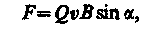 F = QvB sin α,